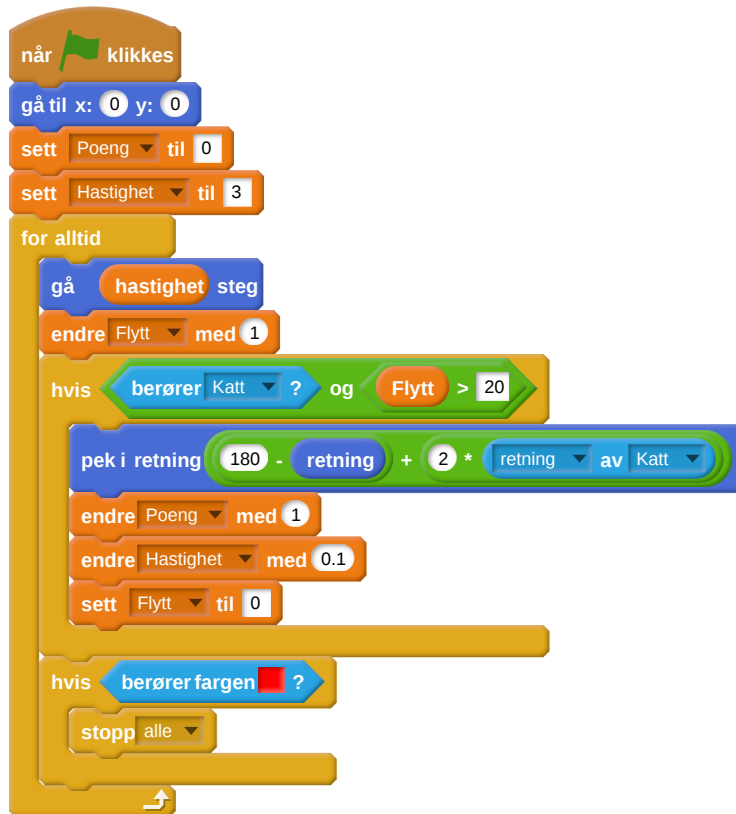 når klikkes
gå til x: 0 y: 0
sett Poeng til 0
sett Hastighet til 3
for alltid
gå hastighet steg
endre Flytt med 1
hvis berører Katt ? og Flytt > 20
pek i retning 180 - retning + 2 * retning av Katt
endre Poeng med 1
endre Hastighet med 0.1
sett Flytt til 0
hvis berører fargen ?
stopp alle